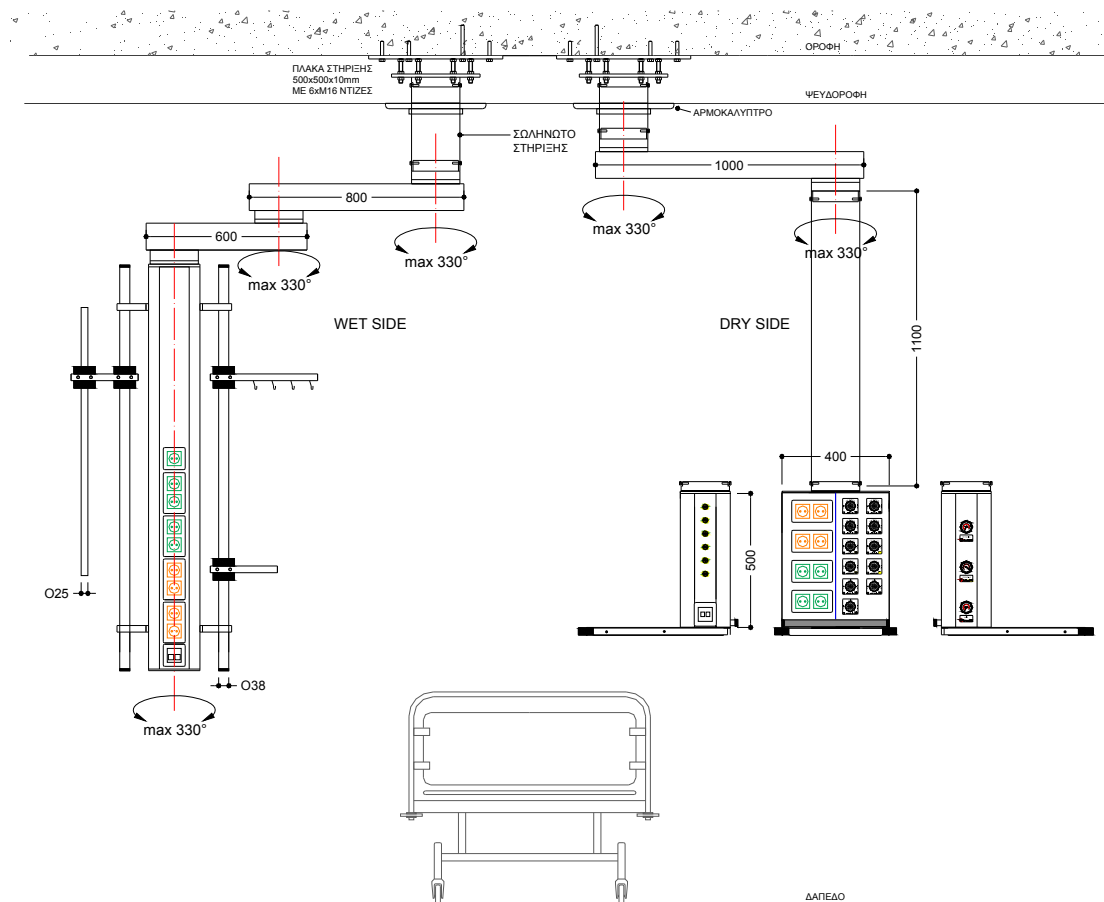 ΟΡΟΦΗ
ΠΛΑΚΑ ΣΤΗΡΙΞΗΣ
500x500x10mm
ΜΕ 6xM16 ΝΤΙΖΕΣ
ΨΕΥΔΟΡΟΦΗ
ΑΡΜΟΚΑΛΥΠΤΡΟ
ΣΩΛΗΝΩΤΟ
ΣΤΗΡΙΞΗΣ
1000
800
600
max 330°
max 330°
max 330°
max 330°
WET SIDE
DRY SIDE
1100
400
500
O25
O38
max 330°
ΔΑΠΕΔΟ